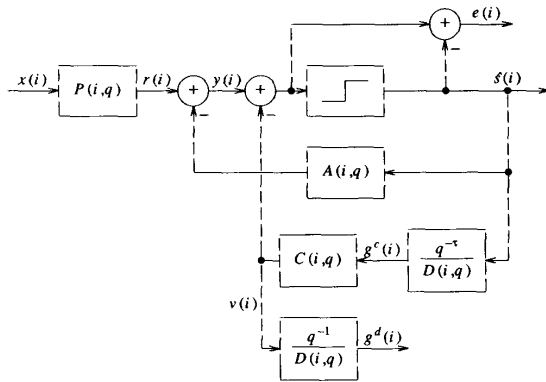 e(i)
x(i)
P(i,q)
r(i)
y(i)
ŝ(i)
A(i,q)
C(i,q)
g^c(i)
q^-τ
D(i,q)
v(i)
q^-1
D(i,q)
g^d(i)